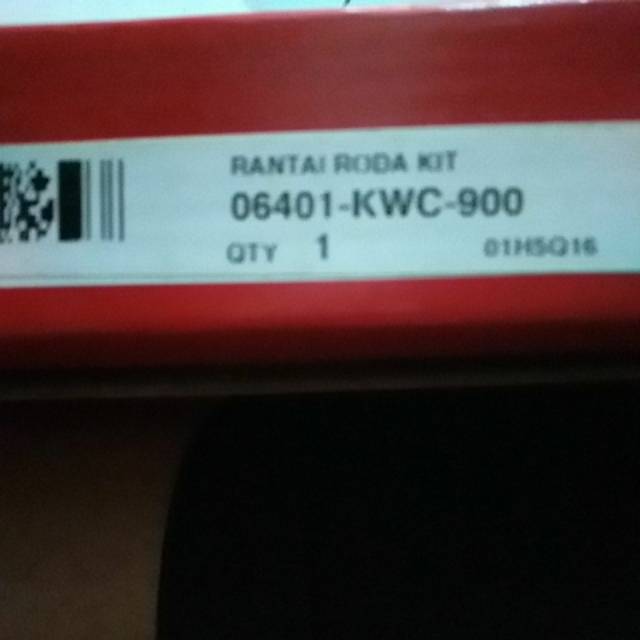 RANTAI RODA KIT
06401-KWC-900
QTY 1 01H5Q16